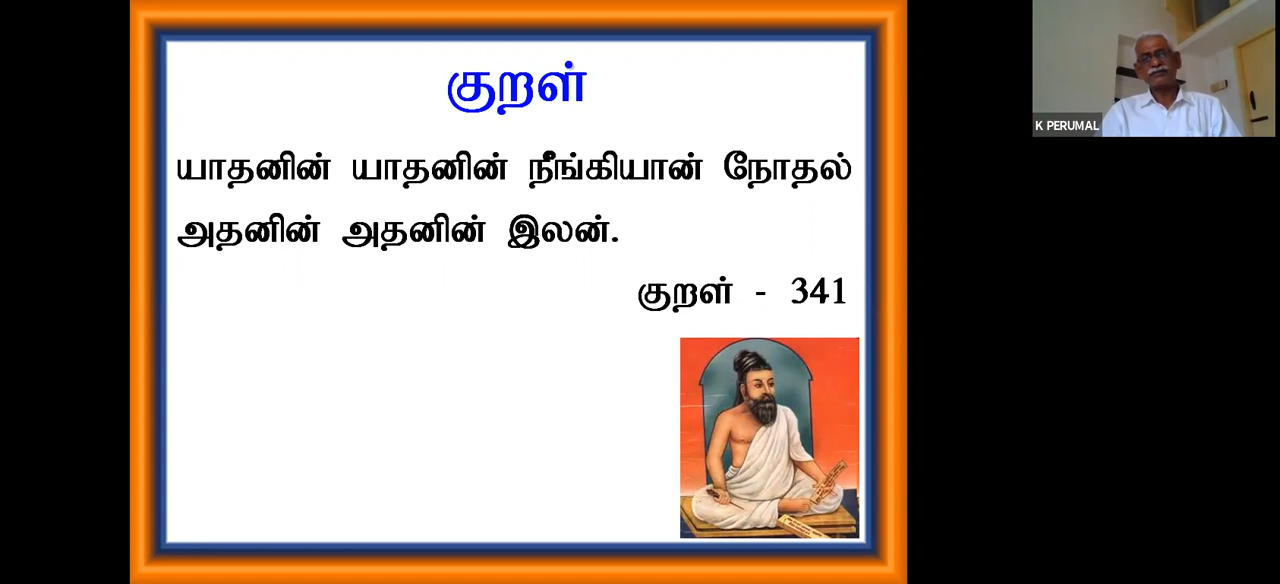 குறள்
யாதனின் யாதனின் நீங்கியான் நோதல்
அதனின் அதனின் இலன்.
குறள் - 341
K PERUMAL